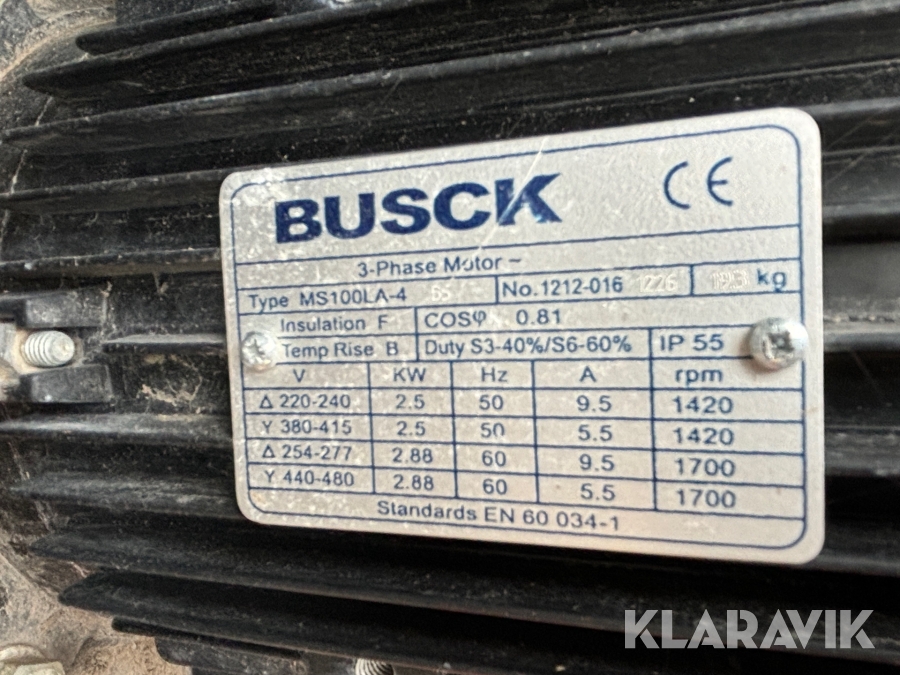 BUSCK CE
3-Phase Motor ~
Type MS100LA-4 No.1212-016 1226 kg
Insulation F COSφ 0.81
Temp Rise B Duty S3-40%/S6-60% IP 55
V KW Hz A rpm
Δ 220-240 2.5 50 9.5 1420
Y 380-415 2.5 50 5.5 1420
Δ 254-277 2.88 60 9.5 1700
Y 440-480 2.88 60 5.5 1700
Standards EN 60 034-1
KLARAVIK